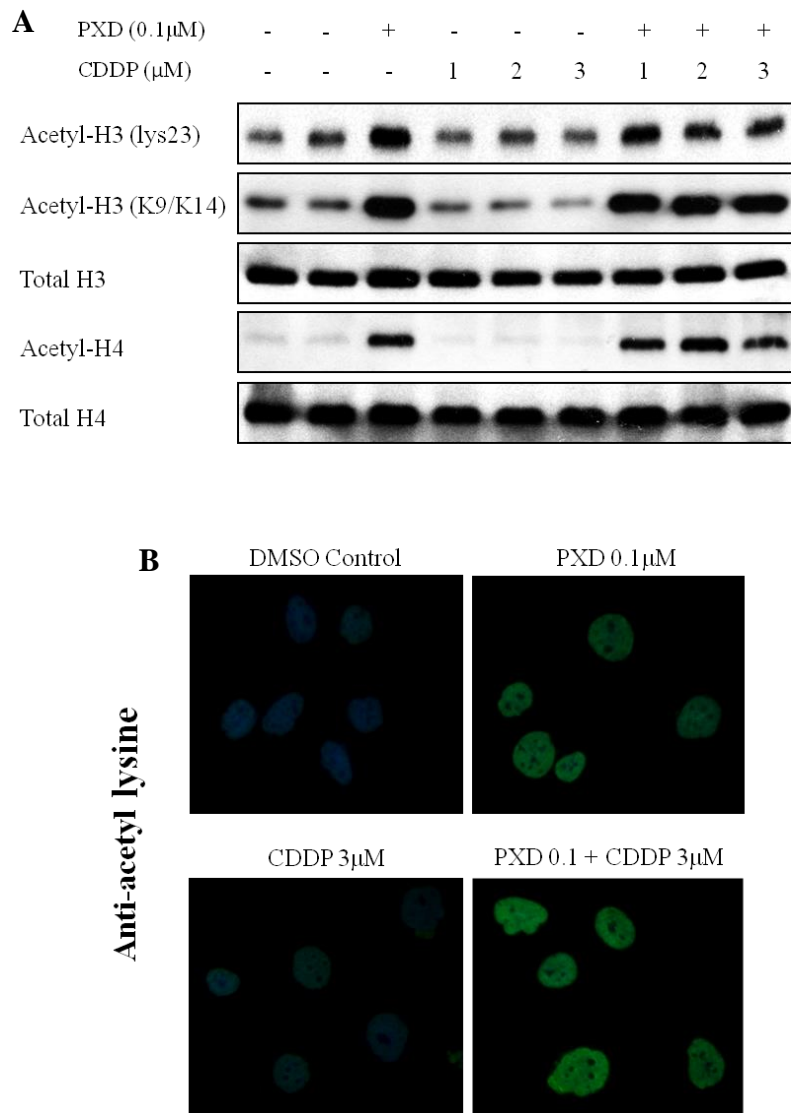 A
PXD (0.1µM) - - + - - - + + +
CDDP (µM) - - - 1 2 3 1 2 3
Acetyl-H3 (lys23)
Acetyl-H3 (K9/K14)
Total H3
Acetyl-H4
Total H4
B
DMSO Control PXD 0.1µM
Anti-acetyl lysine
CDDP 3µM PXD 0.1 + CDDP 3µM